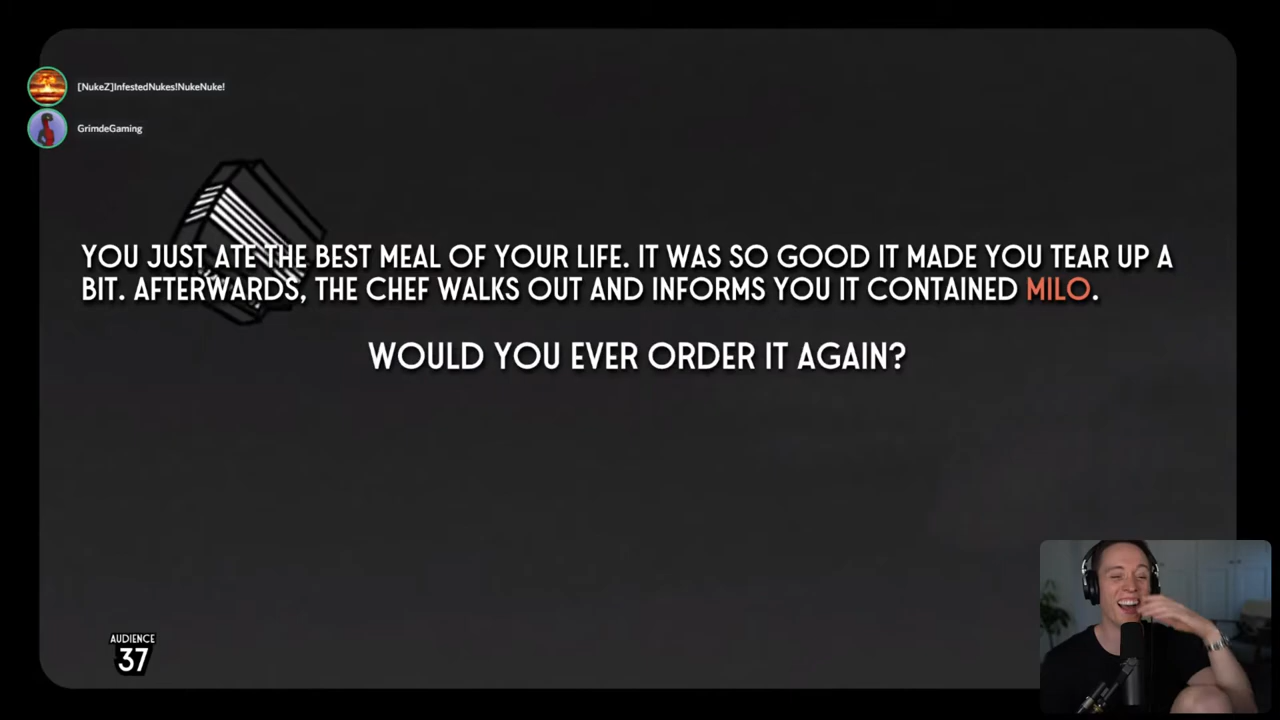 [NukeZ]InfestedNukes!NukeNuke!
GrimdeGaming
YOU JUST ATE THE BEST MEAL OF YOUR LIFE. IT WAS SO GOOD IT MADE YOU TEAR UP A
BIT. AFTERWARDS, THE CHEF WALKS OUT AND INFORMS YOU IT CONTAINED MILO.
WOULD YOU EVER ORDER IT AGAIN?
AUDIENCE
37